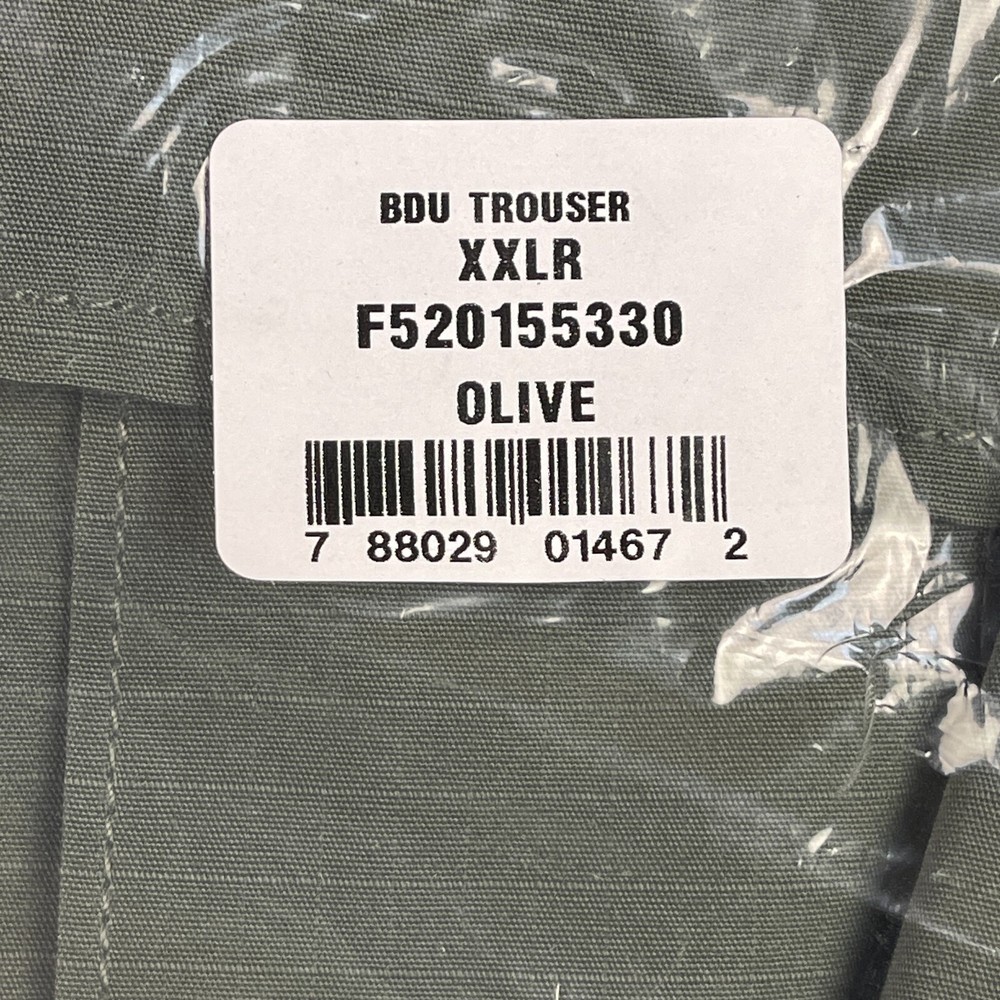 BDU TROUSER
XXLR
F520155330
OLIVE
7 88029 01467 2